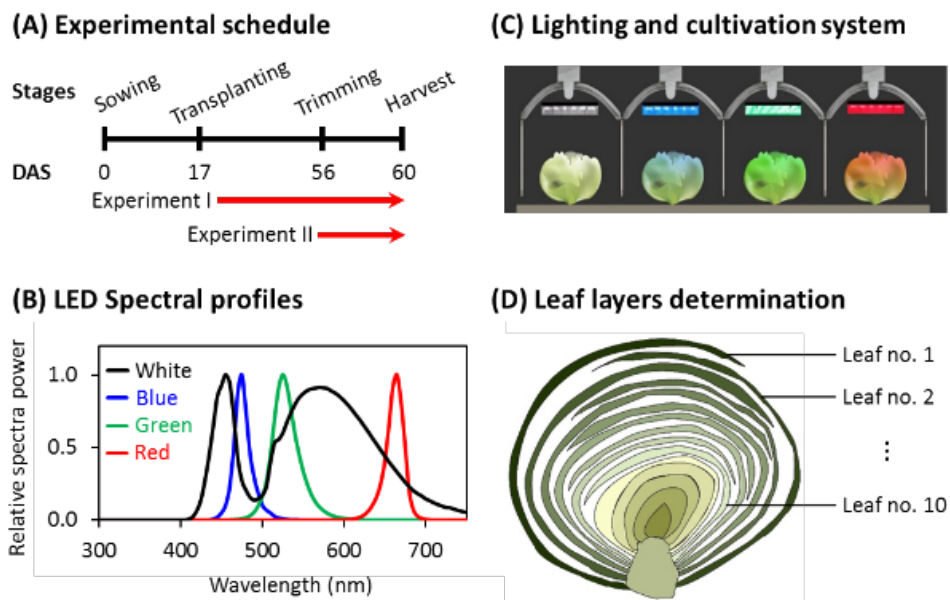 (A) Experimental schedule
Stages
Sowing
Transplanting
Trimming
Harvest
DAS
0
17
56
60
Experiment I
Experiment II
(B) LED Spectral profiles
Relative spectra power
1.0
0.5
0.0
White
Blue
Green
Red
300
400
500
600
700
Wavelength (nm)
(C) Lighting and cultivation system
(D) Leaf layers determination
Leaf no. 1
Leaf no. 2
⋮
Leaf no. 10